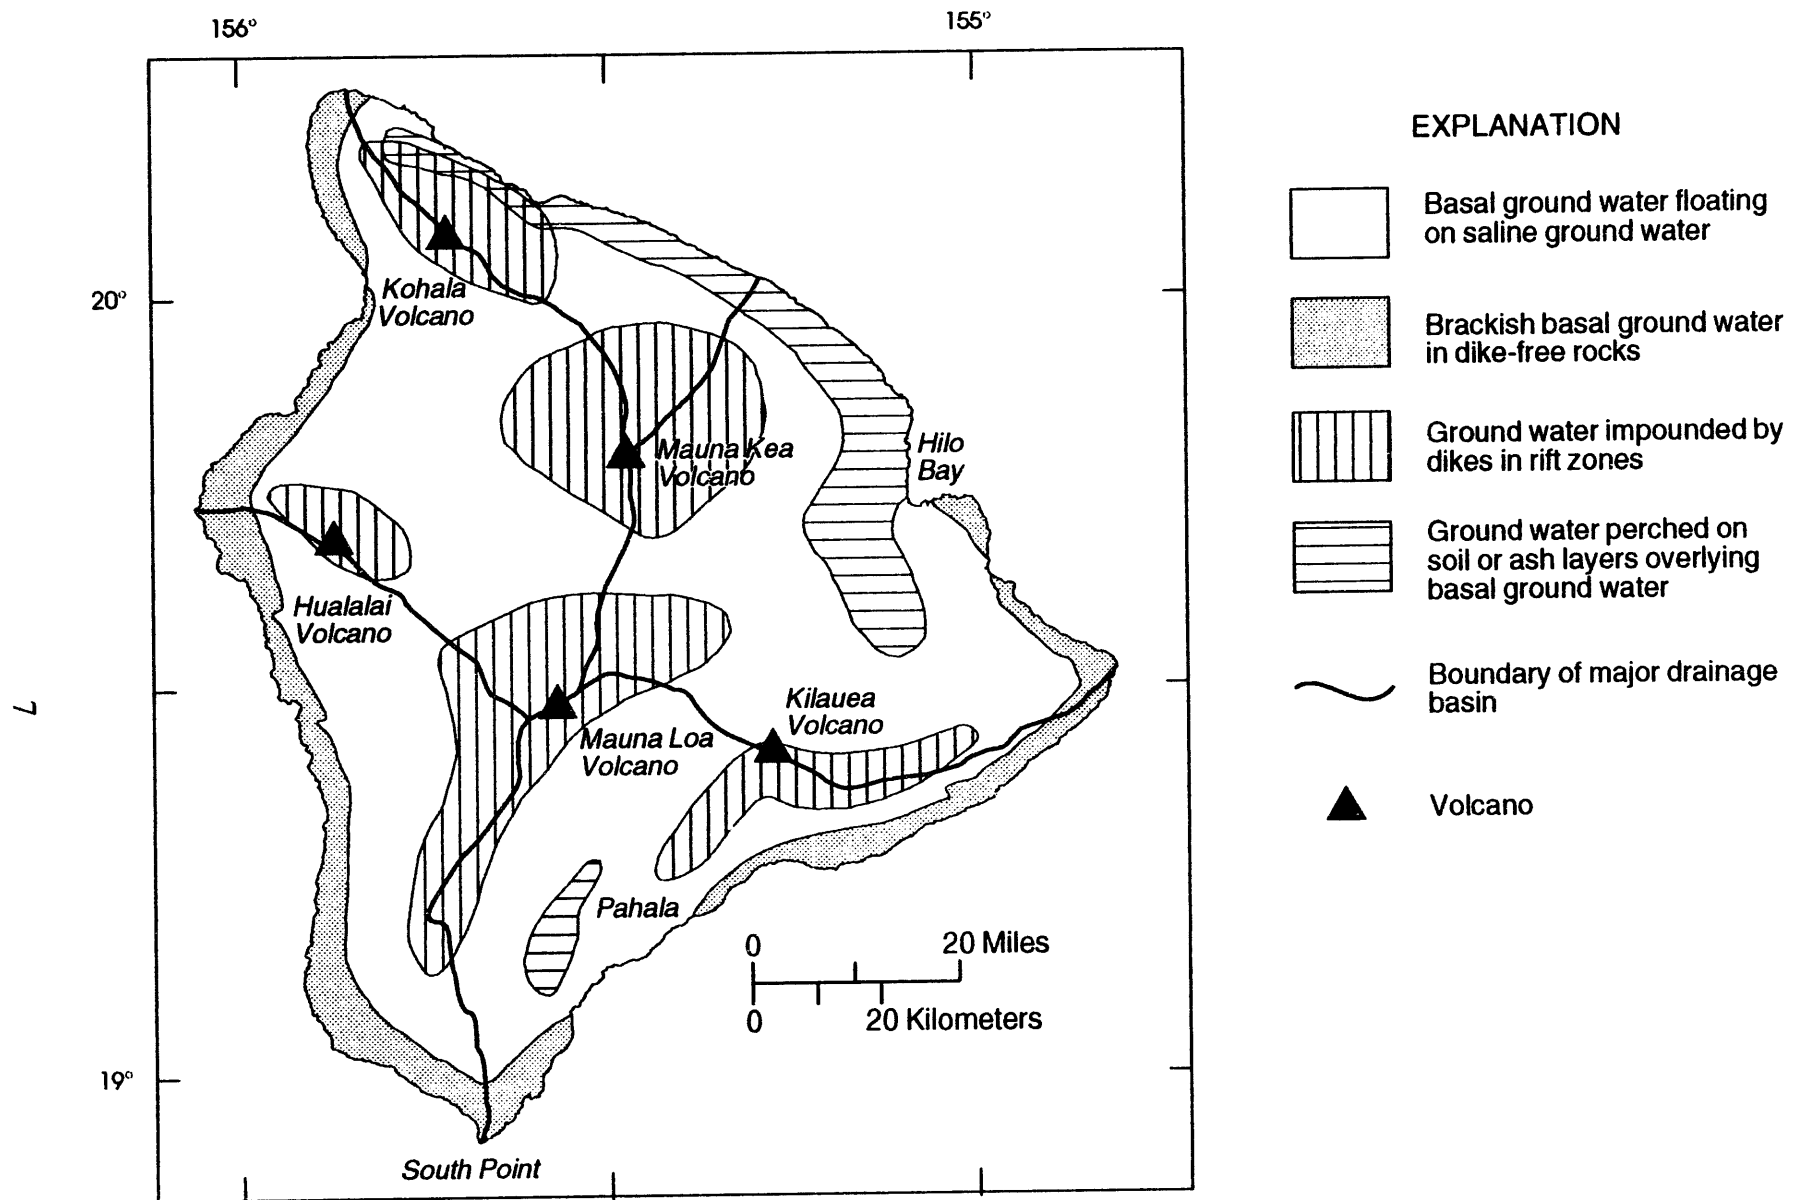 156°
155°
EXPLANATION
Basal ground water floating
on saline ground water
Kohala
Volcano
20°
Brackish basal ground water
in dike-free rocks
Mauna Kea
Volcano
Hilo
Bay
Ground water impounded by
dikes in rift zones
Ground water perched on
soil or ash layers overlying
basal ground water
Hualalai
Volcano
Boundary of major drainage
basin
Kilauea
Volcano
7
Mauna Loa
Volcano
Volcano
Pahala
0
20 Miles
0
20 Kilometers
19°
South Point